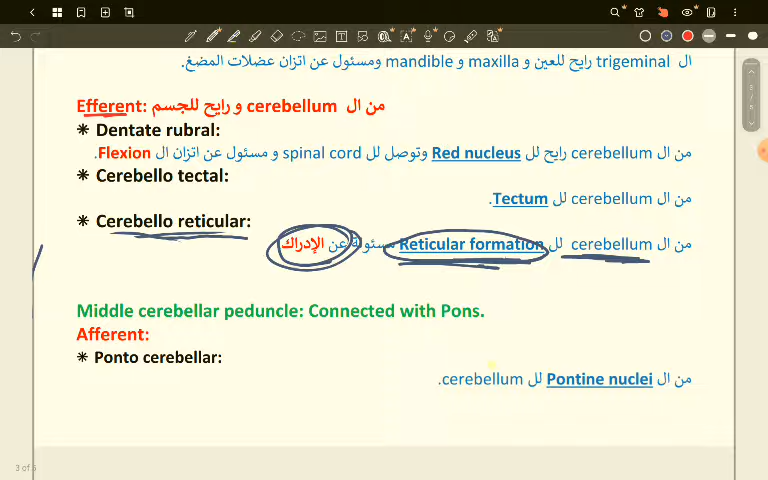 ال trigeminal رايح للعين و maxilla و mandible ومسئول عن اتزان عضلات المضغ.
Efferent: من ال cerebellum و رايح للجسم
✳ Dentate rubral:
من ال cerebellum رايح لل Red nucleus وتوصل لل spinal cord و مسئول عن اتزان ال Flexion.
✳ Cerebello tectal:
من ال cerebellum لل Tectum.
✳ Cerebello reticular:
من ال cerebellum لل Reticular formation مسئولة عن الإدراك
Middle cerebellar peduncle: Connected with Pons.
Afferent:
✳ Ponto cerebellar:
من ال Pontine nuclei لل cerebellum.
3 of 5